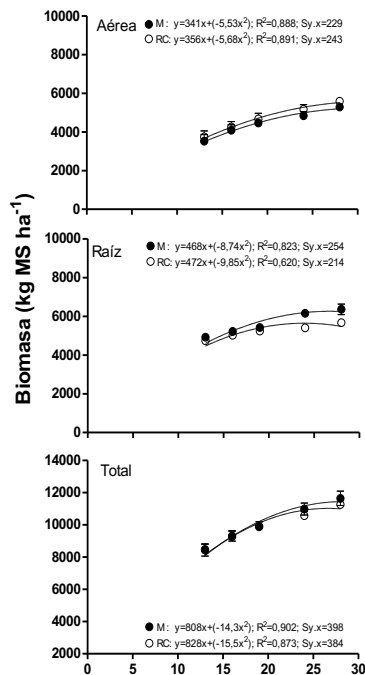 Aérea
M: y=341x+(-5,53x²); R²=0,888; Sy.x=229
RC: y=356x+(-5,68x²); R²=0,891; Sy.x=243
10000
8000
6000
4000
2000
0
Raíz
M: y=468x+(-8,74x²); R²=0,823; Sy.x=254
RC: y=472x+(-9,85x²); R²=0,620; Sy.x=214
10000
8000
6000
4000
2000
0
Biomasa (kg MS ha⁻¹)
Total
14000
12000
10000
8000
6000
4000
2000
M: y=808x+(-14,3x²); R²=0,902; Sy.x=398
RC: y=828x+(-15,5x²); R²=0,873; Sy.x=384
0 5 10 15 20 25 30